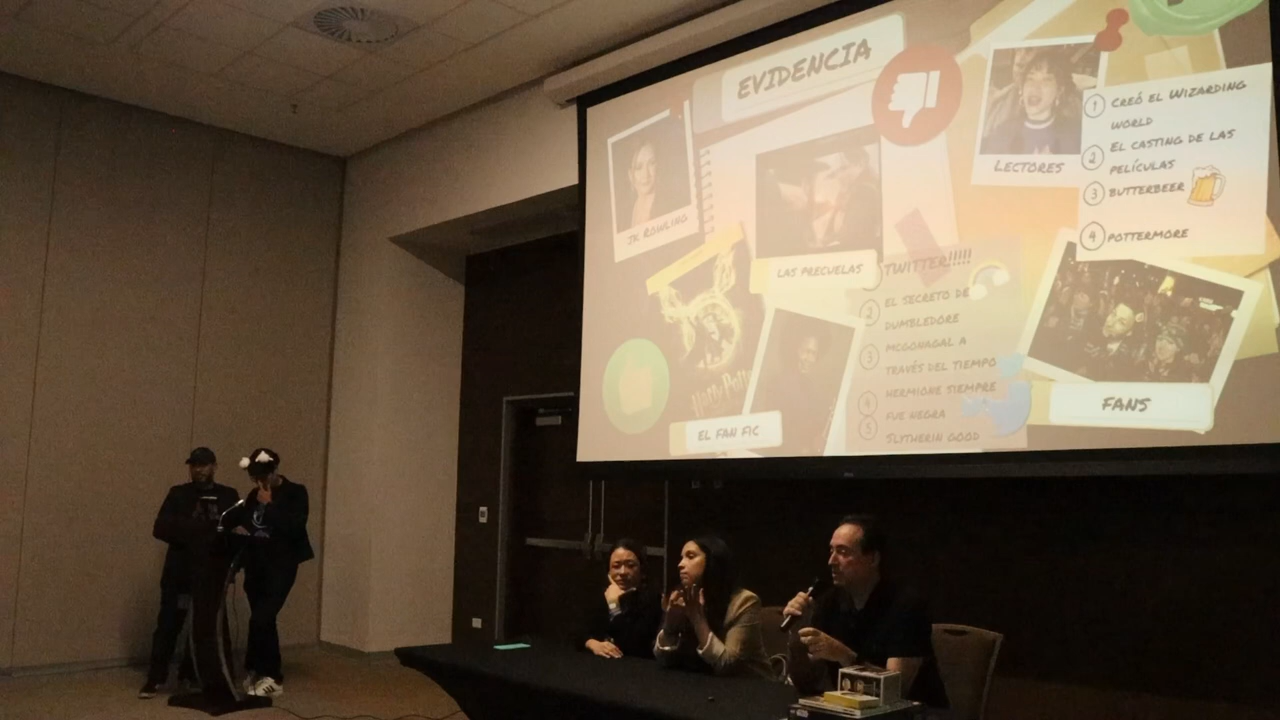 EVIDENCIA
JK ROWLING
LAS PRECUELAS
LECTORES
1 CREÓ EL WIZARDING
WORLD
2 EL CASTING DE LAS
PELÍCULAS
3 BUTTERBEER
4 POTTERMORE
TWITTER!!!!!
2 EL SECRETO DE
DUMBLEDORE
3 MCGONAGAL A
TRAVÉS DEL TIEMPO
4 HERMIONE SIEMPRE
FUE NEGRA
5 SLYTHERIN GOOD
Harry Potter
EL FAN FIC
FANS